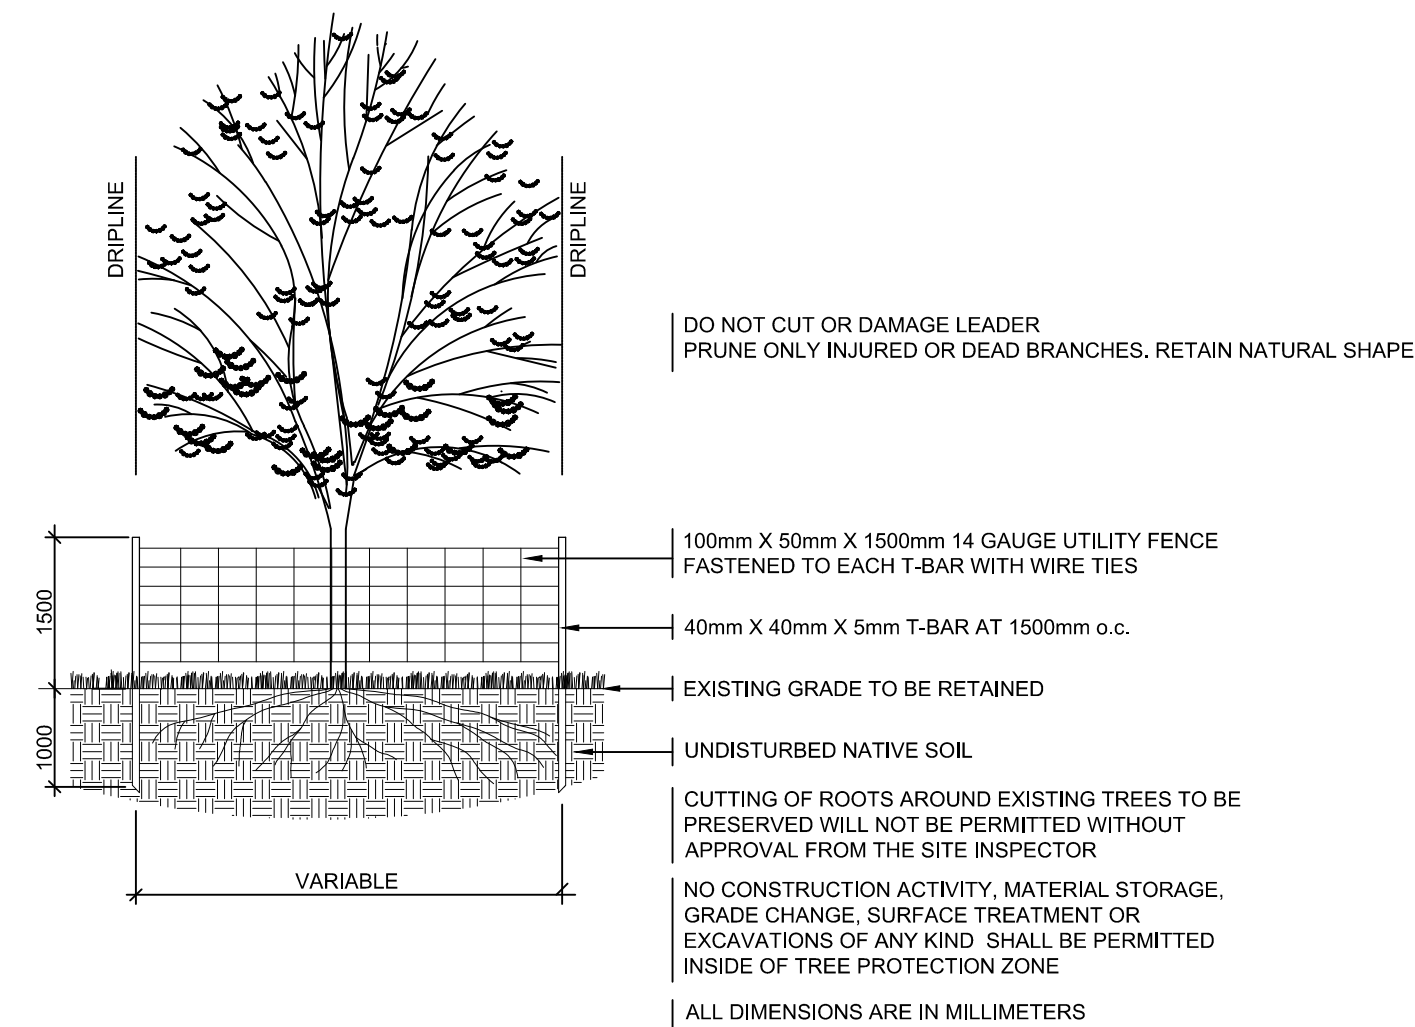 DRIPLINE
DRIPLINE
DO NOT CUT OR DAMAGE LEADER
PRUNE ONLY INJURED OR DEAD BRANCHES. RETAIN NATURAL SHAPE
100mm X 50mm X 1500mm 14 GAUGE UTILITY FENCE
FASTENED TO EACH T-BAR WITH WIRE TIES
1500
40mm X 40mm X 5mm T-BAR AT 1500mm o.c.
EXISTING GRADE TO BE RETAINED
1000
UNDISTURBED NATIVE SOIL
CUTTING OF ROOTS AROUND EXISTING TREES TO BE
PRESERVED WILL NOT BE PERMITTED WITHOUT
APPROVAL FROM THE SITE INSPECTOR
VARIABLE
NO CONSTRUCTION ACTIVITY, MATERIAL STORAGE,
GRADE CHANGE, SURFACE TREATMENT OR
EXCAVATIONS OF ANY KIND SHALL BE PERMITTED
INSIDE OF TREE PROTECTION ZONE
ALL DIMENSIONS ARE IN MILLIMETERS